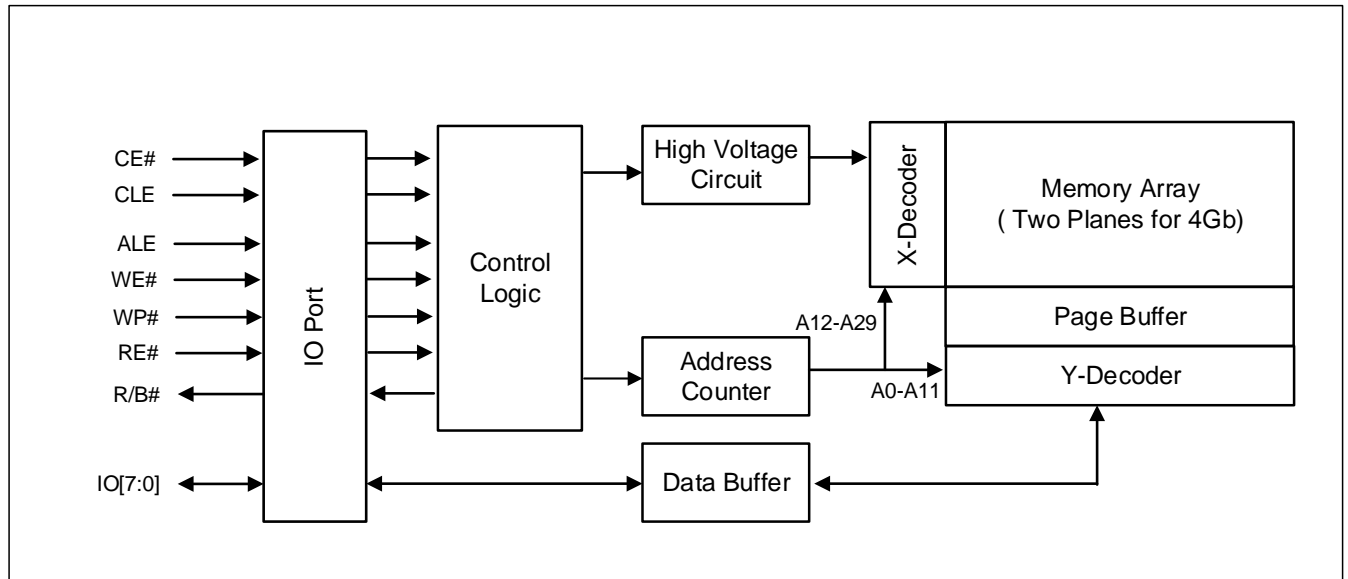 CE#
CLE
ALE
WE#
WP#
RE#
R/B#
IO[7:0]
IO Port
Control
Logic
High Voltage
Circuit
Address
Counter
Data Buffer
A12-A29
A0-A11
X-Decoder
Memory Array
( Two Planes for 4Gb)
Page Buffer
Y-Decoder